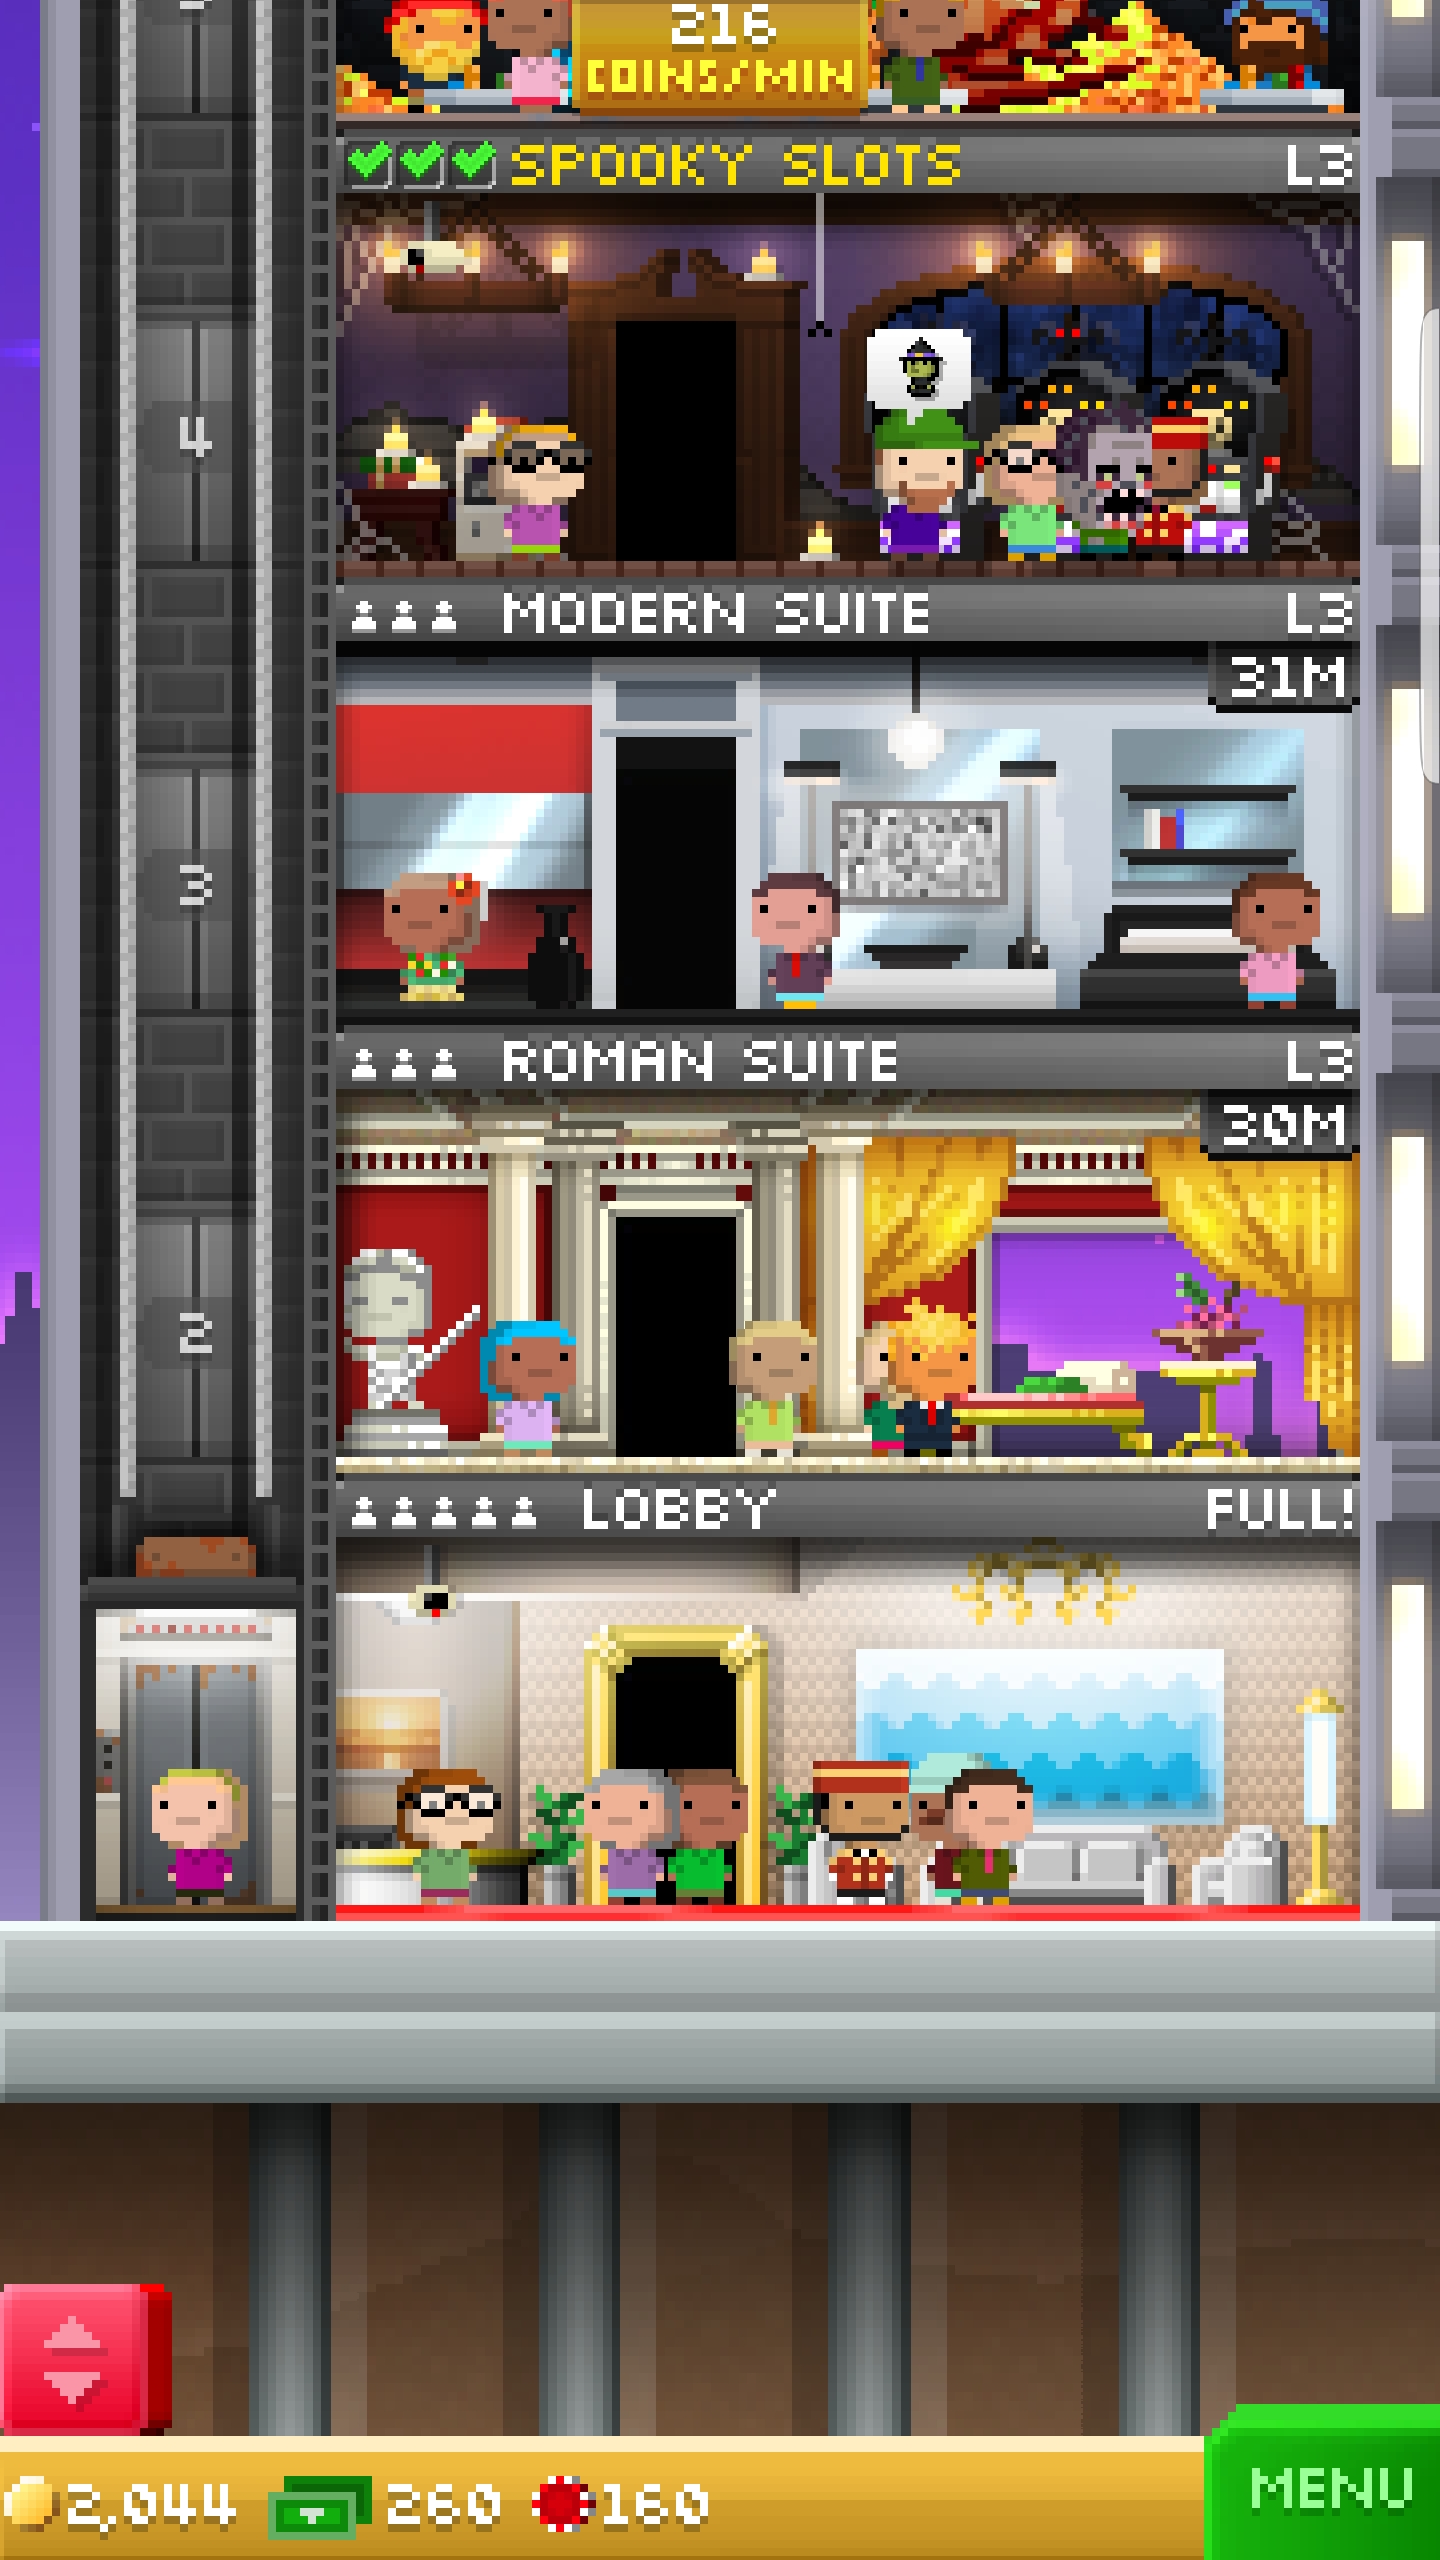 216
COINS/MIN
SPOOKY SLOTS L3
4
MODERN SUITE L3
31M
3
ROMAN SUITE L3
30M
2
LOBBY FULL!
2,044 260 160
MENU